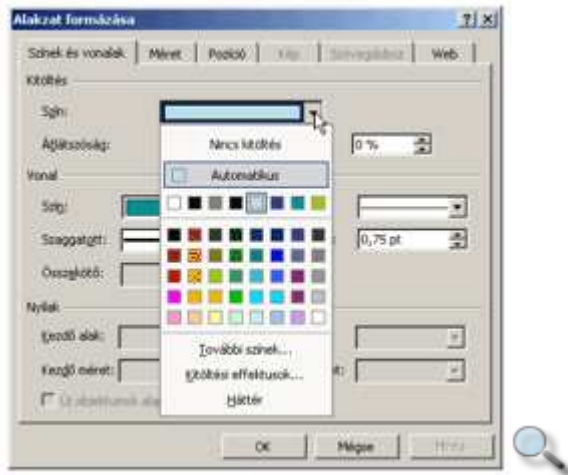 Alakzat formázása
Színek és vonalak Méret Pozíció Kép Szövegdoboz Web
Kitöltés
Szín:
Nincs kitöltés
Átlátszóság:
0 %
Automatikus
Vonal
Szín:
Szaggatott:
0,75 pt
Összekötő:
Nyilak
Kezdő alak:
További színek...
Kezdő méret:
Kitöltési effektusok...
Háttér
OK Mégse Minta